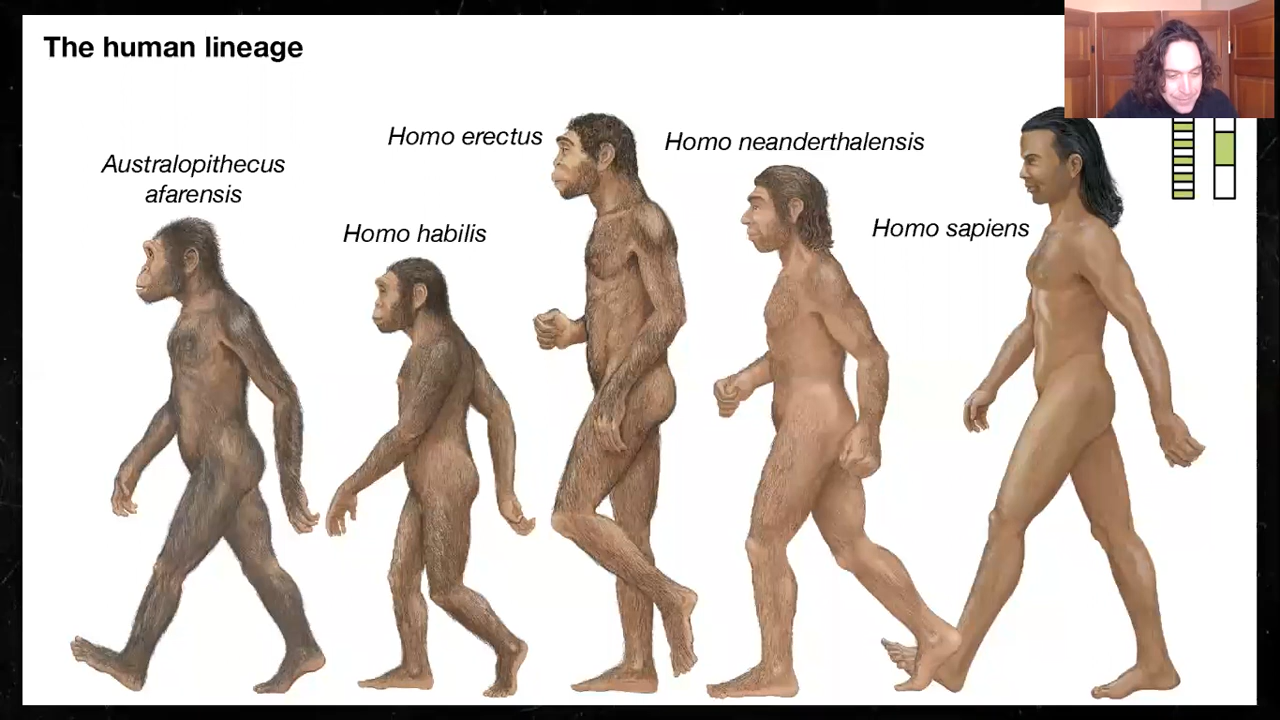 The human lineage
Australopithecus
afarensis
Homo habilis
Homo erectus
Homo neanderthalensis
Homo sapiens